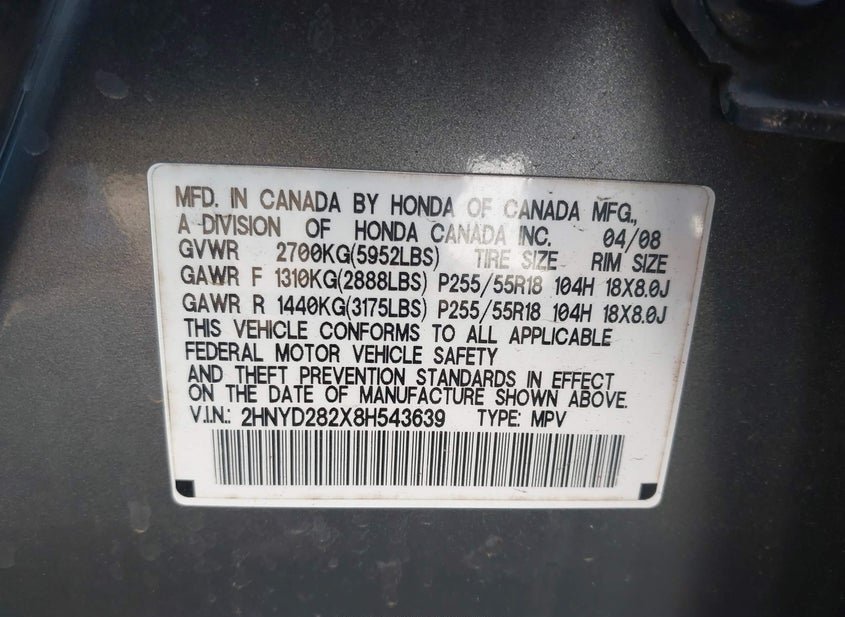 MFD. IN CANADA BY HONDA OF CANADA MFG.,
A DIVISION OF HONDA CANADA INC. 04/08
GVWR 2700KG(5952LBS) TIRE SIZE RIM SIZE
GAWR F 1310KG(2888LBS) P255/55R18 104H 18X8.0J
GAWR R 1440KG(3175LBS) P255/55R18 104H 18X8.0J
THIS VEHICLE CONFORMS TO ALL APPLICABLE
FEDERAL MOTOR VEHICLE SAFETY
AND THEFT PREVENTION STANDARDS IN EFFECT
ON THE DATE OF MANUFACTURE SHOWN ABOVE.
V.I.N.: 2HNYD282X8H543639 TYPE: MPV